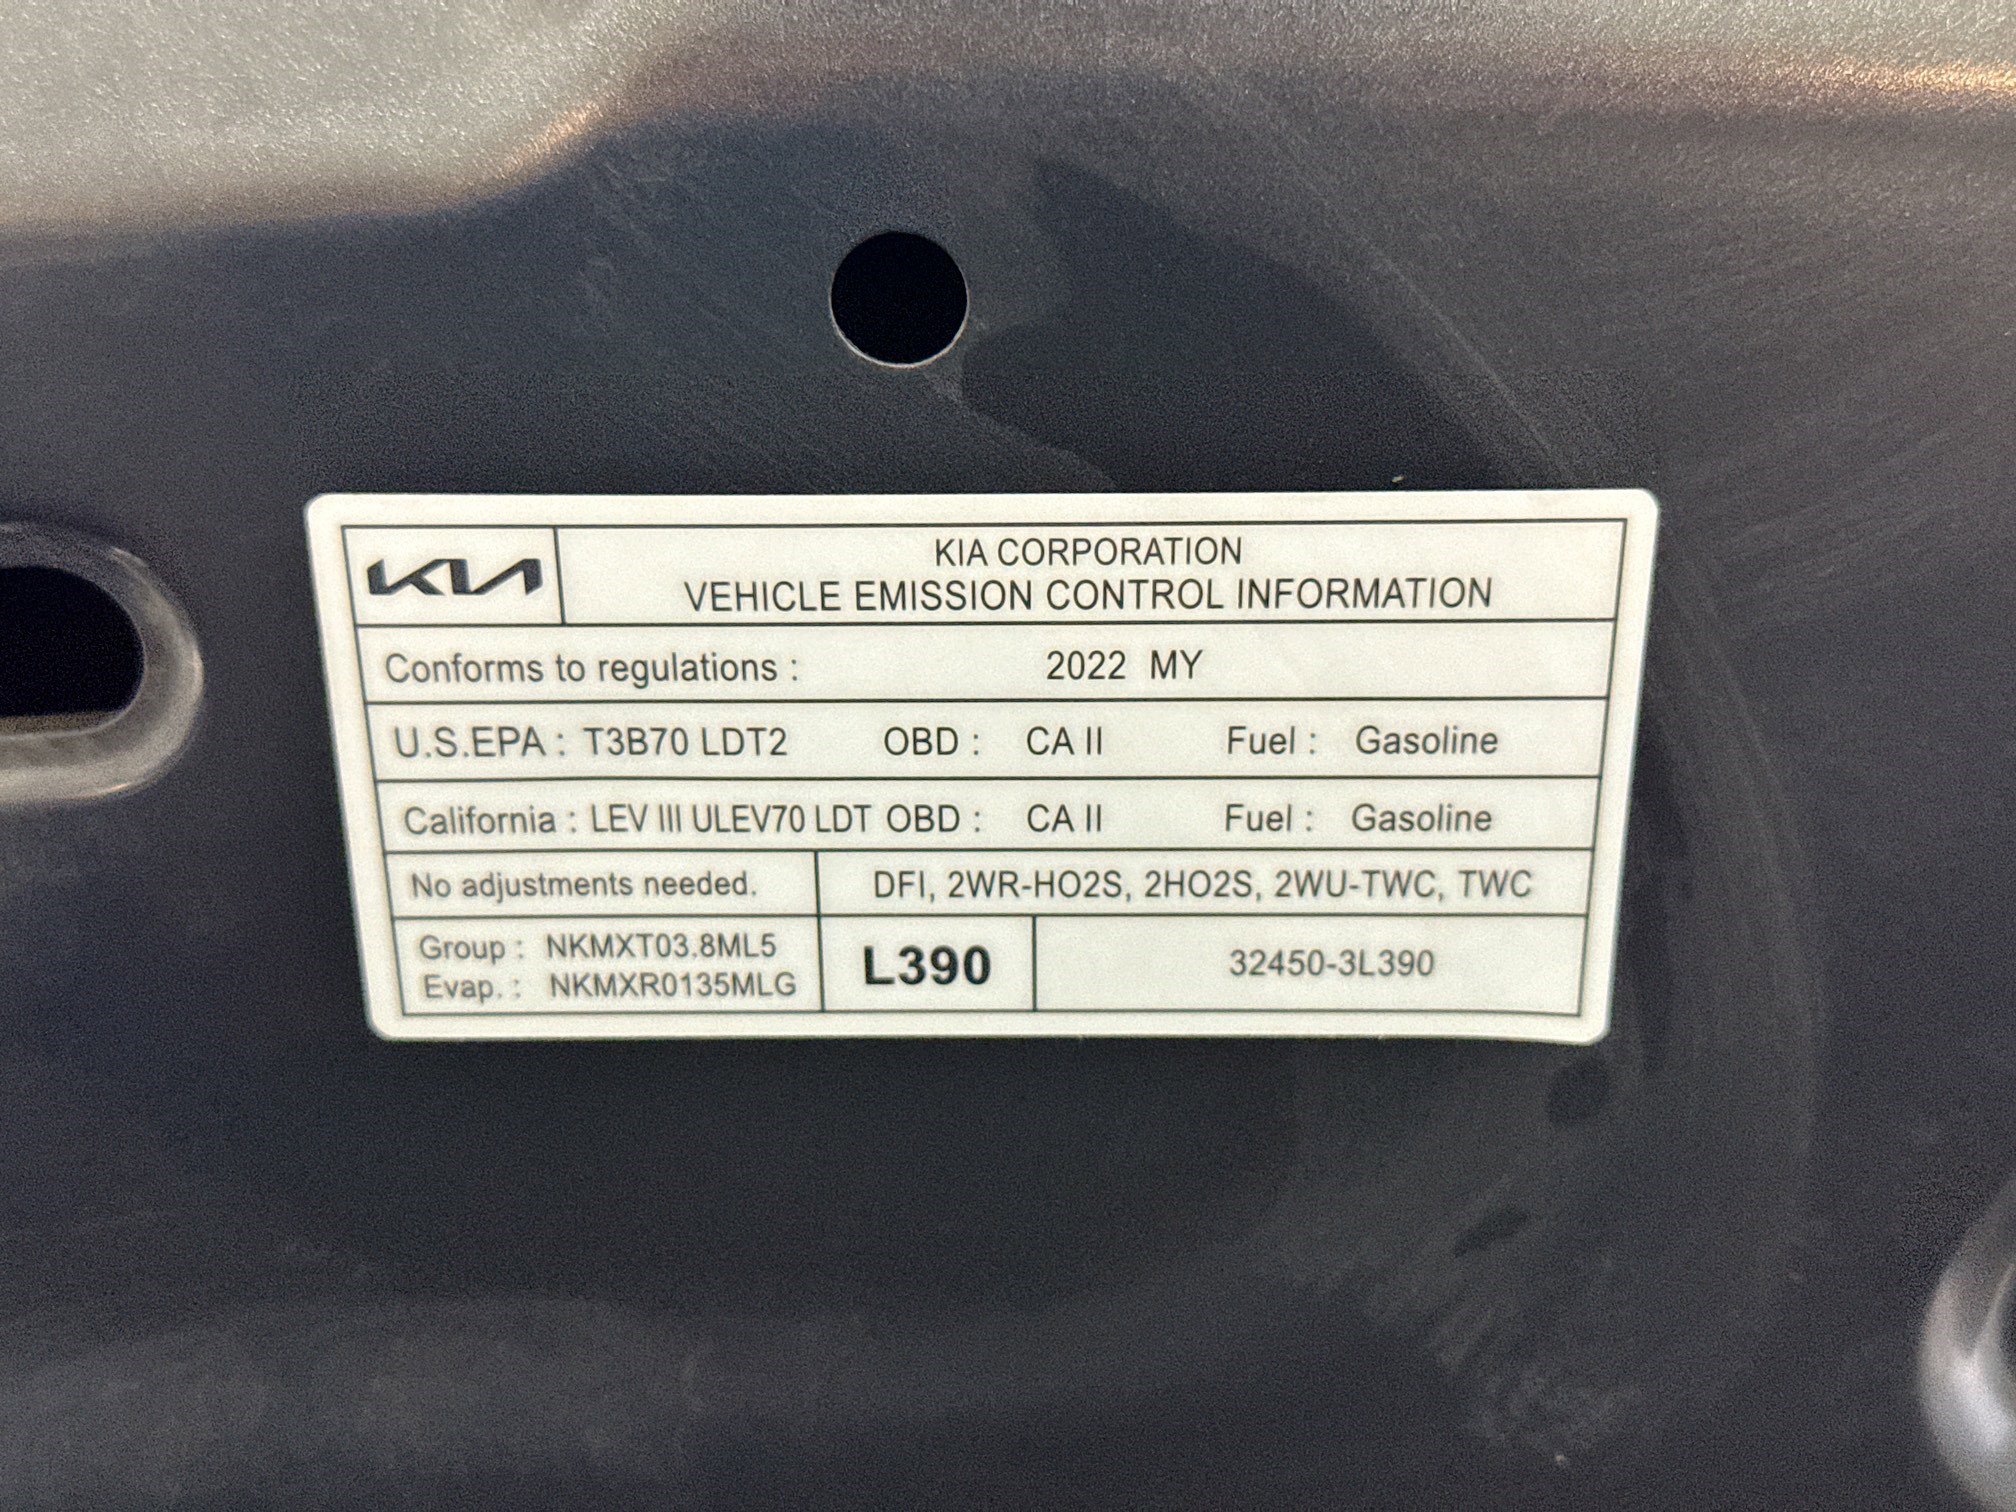 KIA
KIA CORPORATION
VEHICLE EMISSION CONTROL INFORMATION
Conforms to regulations : 2022 MY
U.S.EPA : T3B70 LDT2 OBD : CA II Fuel : Gasoline
California : LEV III ULEV70 LDT OBD : CA II Fuel : Gasoline
No adjustments needed. DFI, 2WR-HO2S, 2HO2S, 2WU-TWC, TWC
Group : NKMXT03.8ML5
Evap. : NKMXR0135MLG
L390
32450-3L390